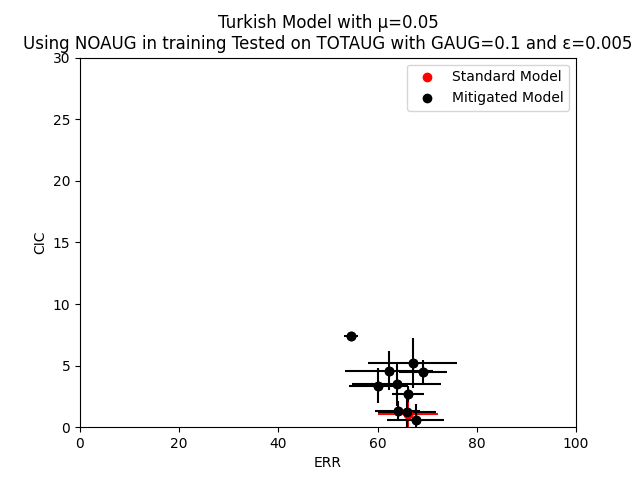 Turkish Model with μ=0.05
Using NOAUG in training Tested on TOTAUG with GAUG=0.1 and ε=0.005
Standard Model
Mitigated Model
30
25
20
15
10
5
0
CIC
0 20 40 60 80 100
ERR